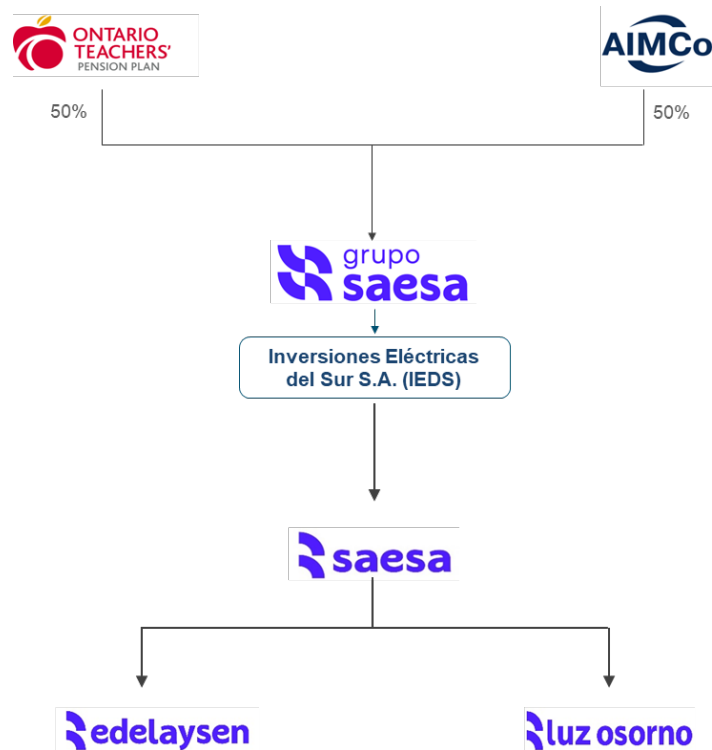 ONTARIO
TEACHERS'
PENSION PLAN
AIMCo
50%
50%
grupo
saesa
Inversiones Eléctricas
del Sur S.A. (IEDS)
saesa
edelaysen
luz osorno